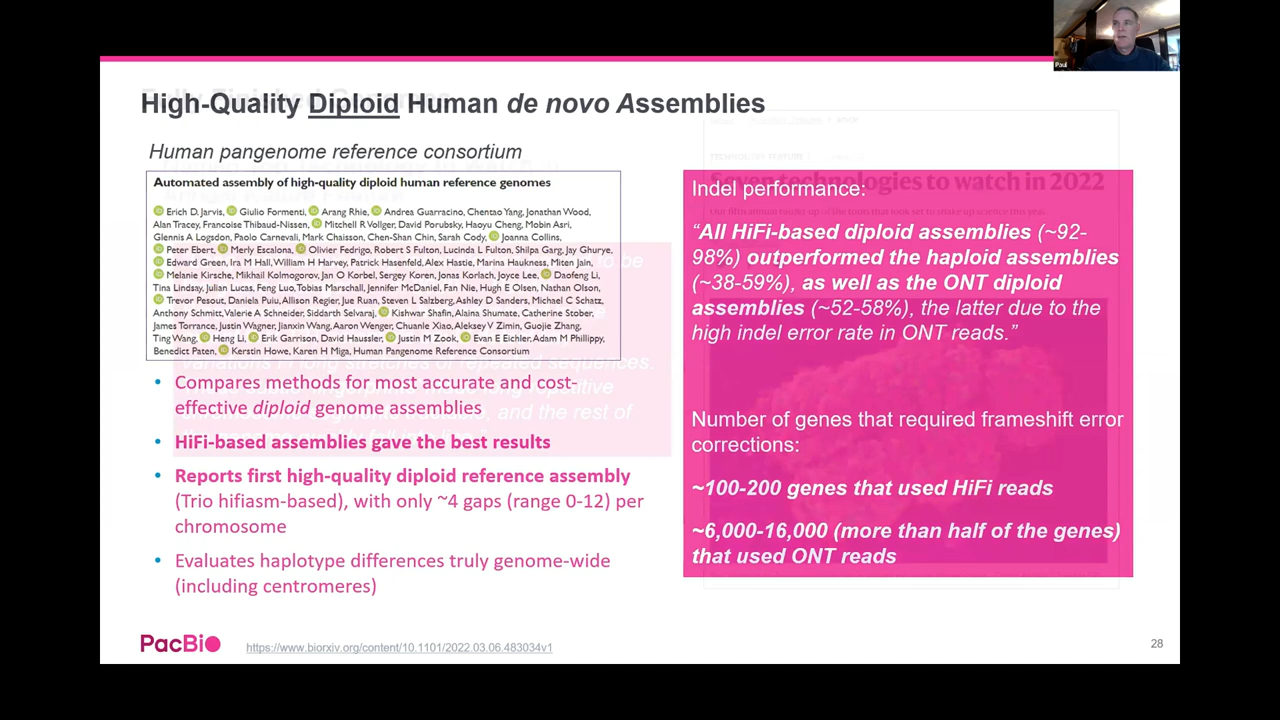 Paul
High-Quality Diploid Human de novo Assemblies
Human pangenome reference consortium
Automated assembly of high-quality diploid human reference genomes
Erich D. Jarvis, Giulio Formenti, Arang Rhie, Andrea Guarracino, Chentao Yang, Jonathan Wood,
Alan Tracey, Francoise Thibaud-Nissen, Mitchell R Vollger, David Porubsky, Haoyu Cheng, Mobin Asri,
Glennis A Logsdon, Paolo Carnevali, Mark Chaisson, Chen-Shan Chin, Sarah Cody, Joanna Collins,
Peter Ebert, Merly Escalona, Olivier Fedrigo, Robert S Fulton, Lucinda L Fulton, Shilpa Garg, Jay Ghurye,
Edward Green, Ira M Hall, William H Harvey, Patrick Hasenfeld, Alex Hastie, Marina Haukness, Miten Jain,
Melanie Kirsche, Mikhail Kolmogorov, Jan O Korbel, Sergey Koren, Jonas Korlach, Joyce Lee, Daofeng Li,
Tina Lindsay, Julian Lucas, Feng Luo, Tobias Marschall, Jennifer McDaniel, Fan Nie, Hugh E Olsen, Nathan Olson,
Trevor Pesout, Daniela Puiu, Allison Regier, Jue Ruan, Steven L Salzberg, Ashley D Sanders, Michael C Schatz,
Anthony Schmitt, Valerie A Schneider, Siddarth Selvaraj, Kishwar Shafin, Alaina Shumate, Catherine Stober,
James Torrance, Justin Wagner, Jianxin Wang, Aaron Wenger, Chuanle Xiao, Aleksey V Zimin, Guojie Zhang,
Ting Wang, Heng Li, Erik Garrison, David Haussler, Justin M Zook, Evan E Eichler, Adam M Phillippy,
Benedict Paten, Kerstin Howe, Karen H Miga, Human Pangenome Reference Consortium
• Compares methods for most accurate and cost-
effective diploid genome assemblies
• HiFi-based assemblies gave the best results
• Reports first high-quality diploid reference assembly
(Trio hifiasm-based), with only ~4 gaps (range 0-12) per
chromosome
• Evaluates haplotype differences truly genome-wide
(including centromeres)
Seven technologies to watch in 2022
Indel performance:
“All HiFi-based diploid assemblies (~92-
98%) outperformed the haploid assemblies
(~38-59%), as well as the ONT diploid
assemblies (~52-58%), the latter due to the
high indel error rate in ONT reads.”
Number of genes that required frameshift error
corrections:
~100-200 genes that used HiFi reads
~6,000-16,000 (more than half of the genes)
that used ONT reads
PacBio
https://www.biorxiv.org/content/10.1101/2022.03.06.483034v1
28